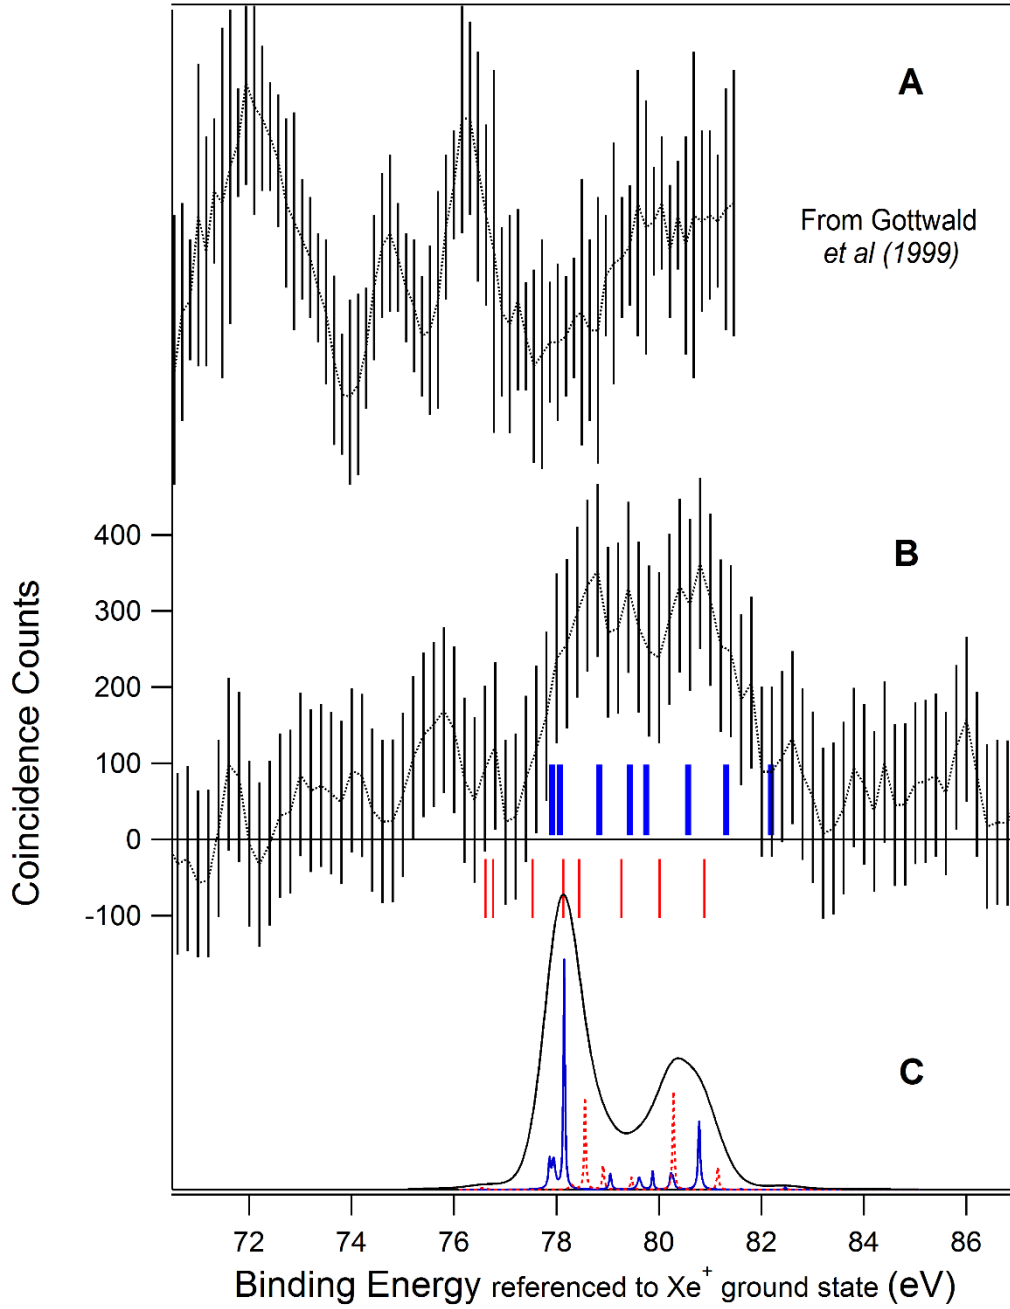 A
From Gottwald
et al (1999)
400
B
300
200
100
0
-100
Coincidence Counts
C
72 74 76 78 80 82 84 86
Binding Energy referenced to Xe+ ground state (eV)